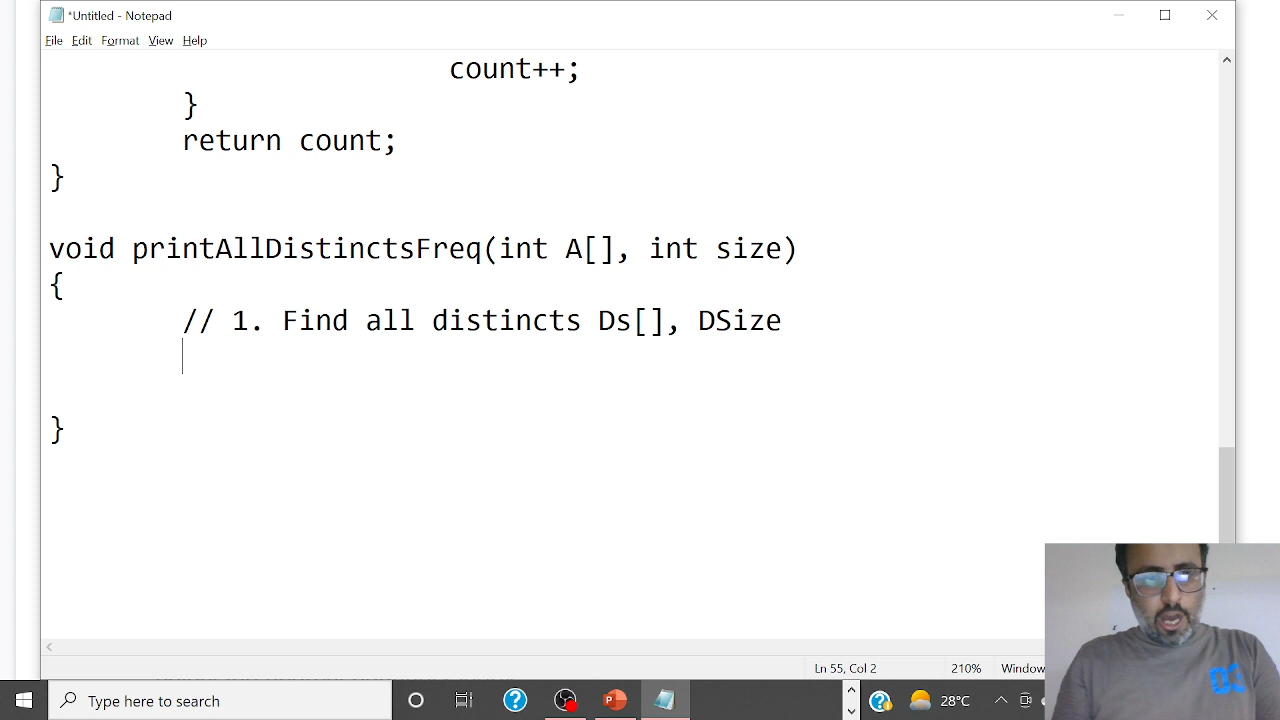 *Untitled - Notepad
File Edit Format View Help
count++;
}
return count;
}
void printAllDistinctsFreq(int A[], int size)
{
// 1. Find all distincts Ds[], DSize
}
Ln 55, Col 2 210% Window
Type here to search
28°C